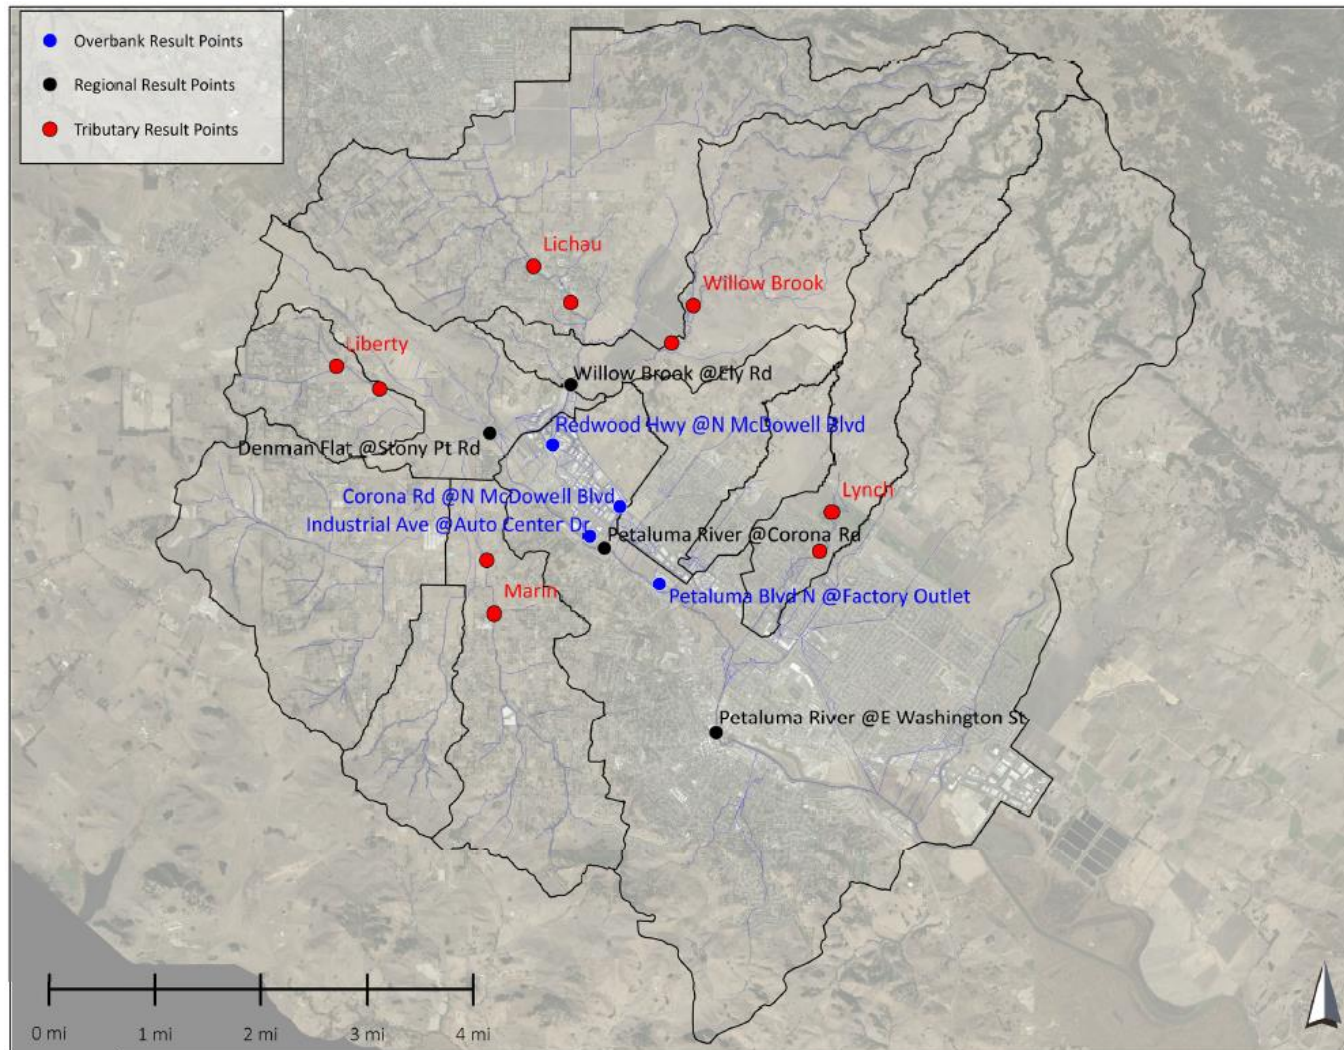 Overbank Result Points
Regional Result Points
Tributary Result Points
Lichau
Willow Brook
Liberty
Willow Brook @Ely Rd
Redwood Hwy @N McDowell Blvd
Denman Flat @Stony Pt Rd
Corona Rd @N McDowell Blvd
Lynch
Industrial Ave @Auto Center Dr
Petaluma River @Corona Rd
Marin
Petaluma Blvd N @Factory Outlet
Petaluma River @E Washington St
0 mi 1 mi 2 mi 3 mi 4 mi